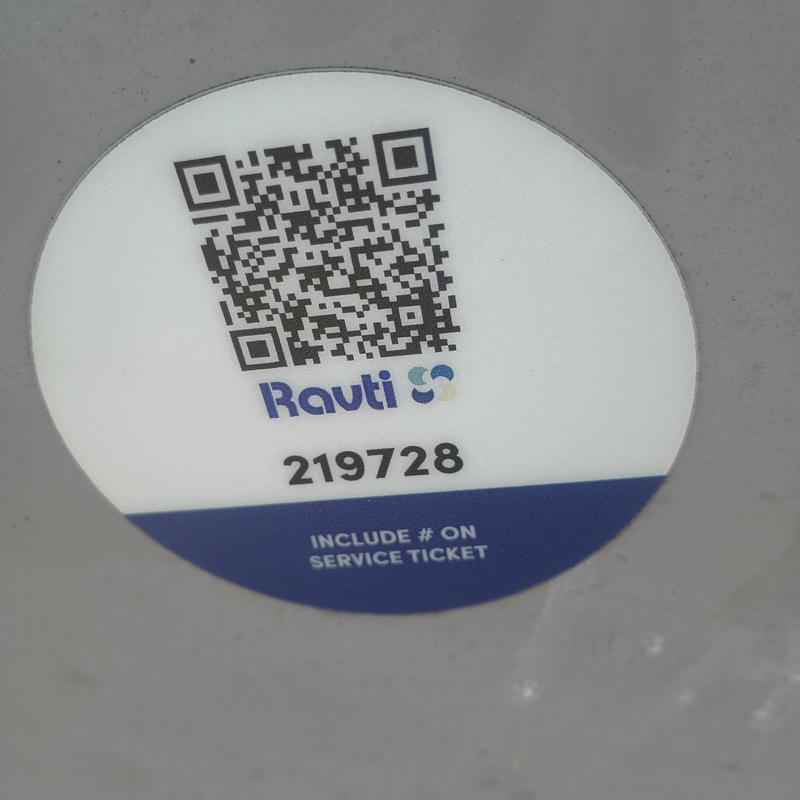 Ravti
219728
INCLUDE # ON
SERVICE TICKET